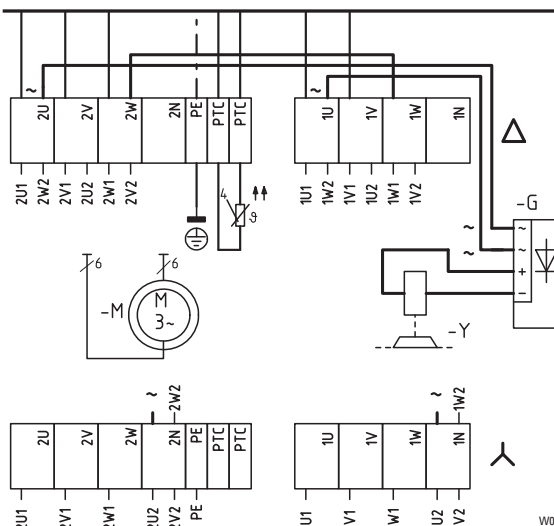 ~ ~
2U 2V 2W 2N PE PTC PTC
1U 1V 1W 1N
2U1 2W2 2V1 2U2 2W1 2V2
1U1 1W2 1V1 1U2 1W1 1V2
4 ϑ
-G
~
~
+
-
~
~
6 6
-M
M
3~
-Y
~ 2W2
~ 1W2
2U 2V 2W 2N PE PTC PTC
1U 1V 1W 1N
2U1 2V1 2W1 2U2 2V2 PE
U1 V1 W1 U2 V2